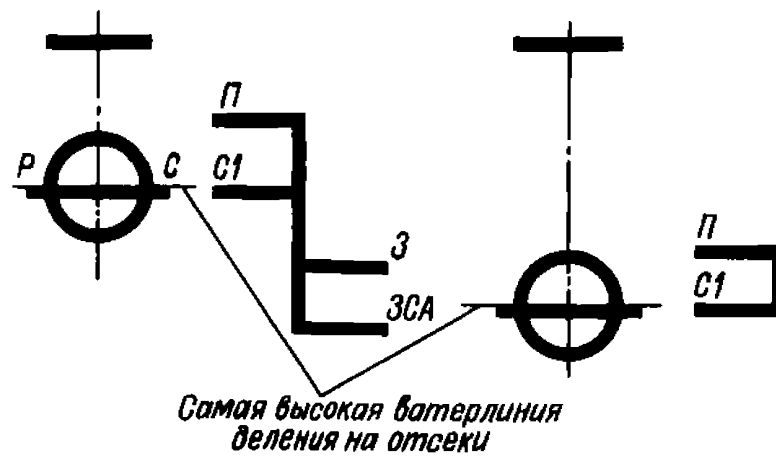 П
Р С С1
З
ЗСА
П
С1
Самая высокая ватерлиния
деления на отсеки